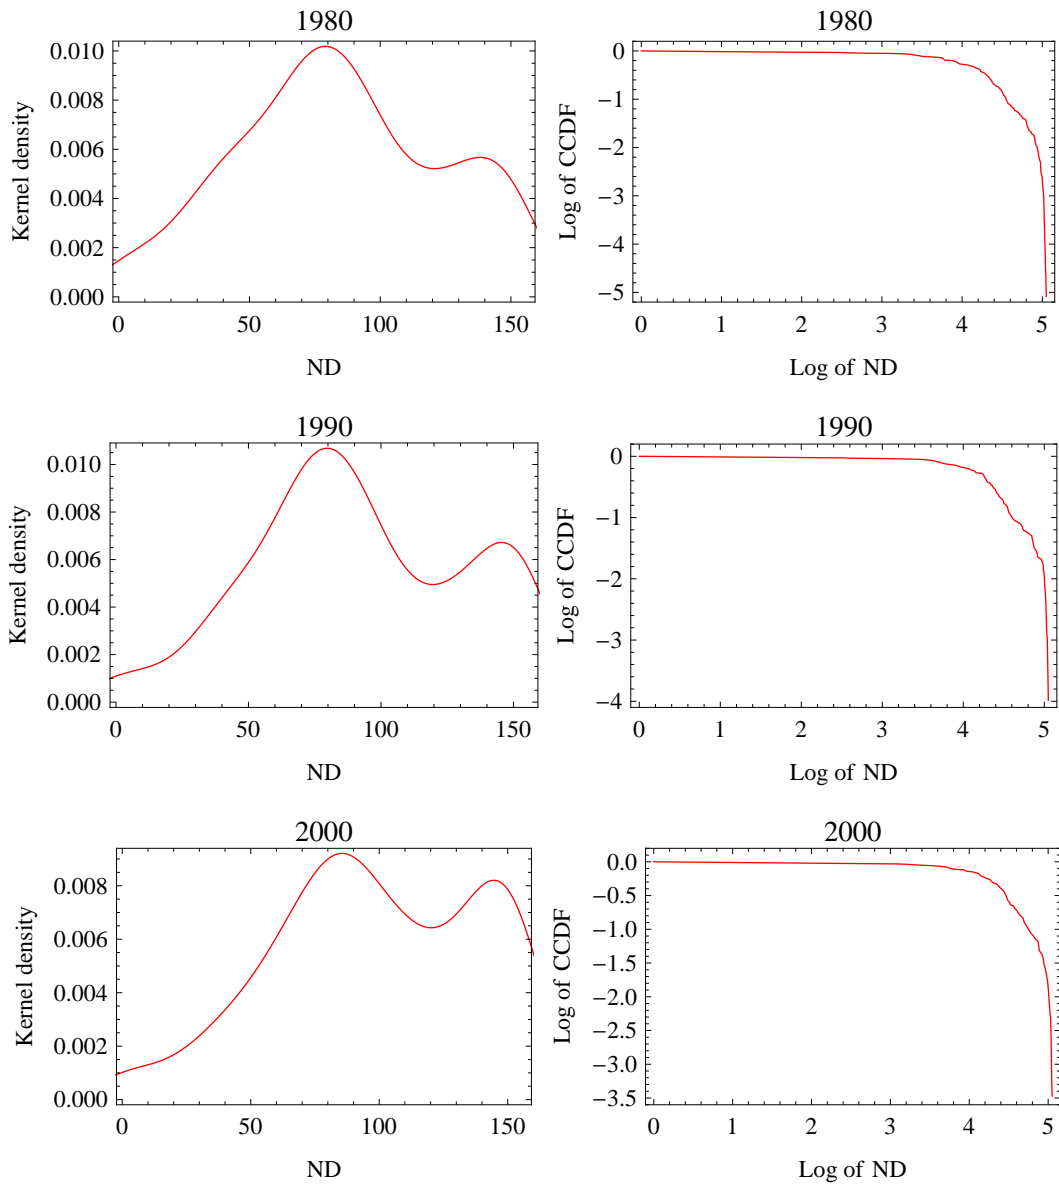 1980
Kernel density
0.010
0.008
0.006
0.004
0.002
0.000
0 50 100 150
ND
1980
Log of CCDF
0
−1
−2
−3
−4
−5
0 1 2 3 4 5
Log of ND
1990
Kernel density
0.010
0.008
0.006
0.004
0.002
0.000
0 50 100 150
ND
1990
Log of CCDF
0
−1
−2
−3
−4
0 1 2 3 4 5
Log of ND
2000
Kernel density
0.008
0.006
0.004
0.002
0.000
0 50 100 150
ND
2000
Log of CCDF
0.0
−0.5
−1.0
−1.5
−2.0
−2.5
−3.0
−3.5
0 1 2 3 4 5
Log of ND